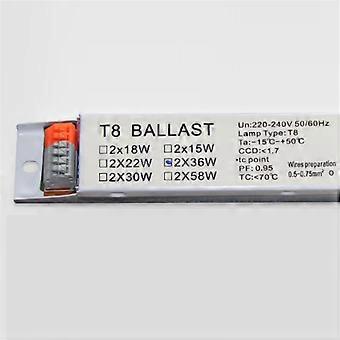 T8 BALLAST
□2x18W □2x15W
□2X22W ☑2X36W
□2X30W □2X58W
Un:220-240V.50/60Hz
Lamp Type:T8
Ta:-15℃-+50℃
CCD:<1.7
•tc point
PF: 0.95
TC:<70℃
Wires preparation
0.5-0.75mm²